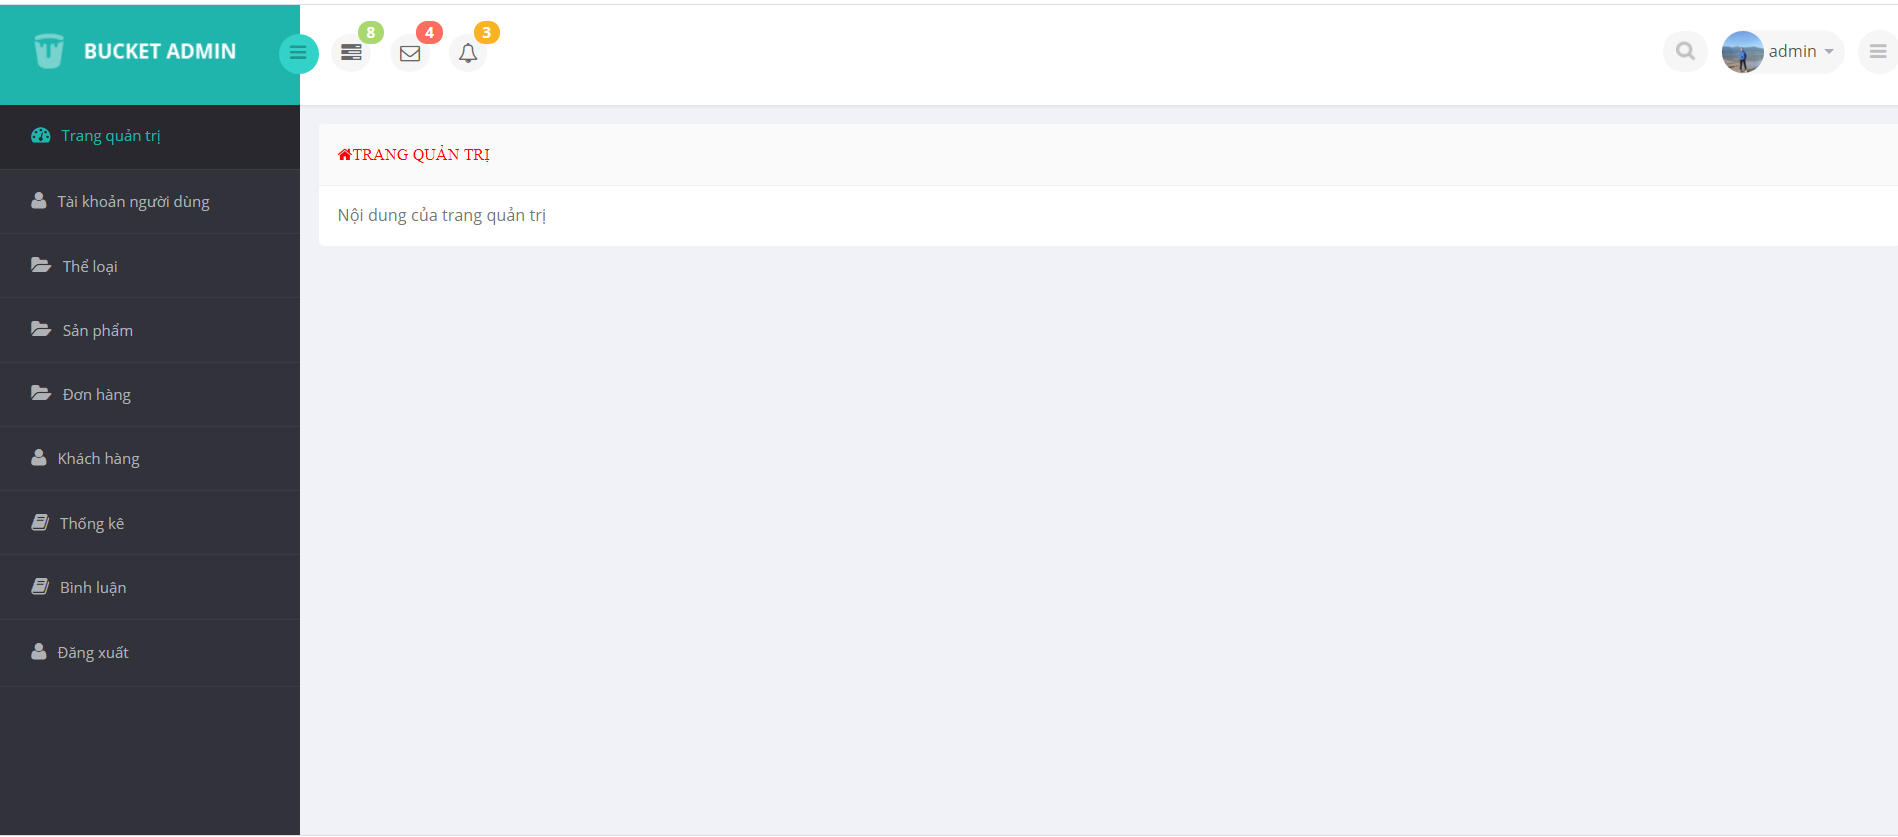 BUCKET ADMIN
8
4
3
admin
Trang quản trị
Tài khoản người dùng
Thể loại
Sản phẩm
Đơn hàng
Khách hàng
Thống kê
Bình luận
Đăng xuất
TRANG QUẢN TRỊ
Nội dung của trang quản trị